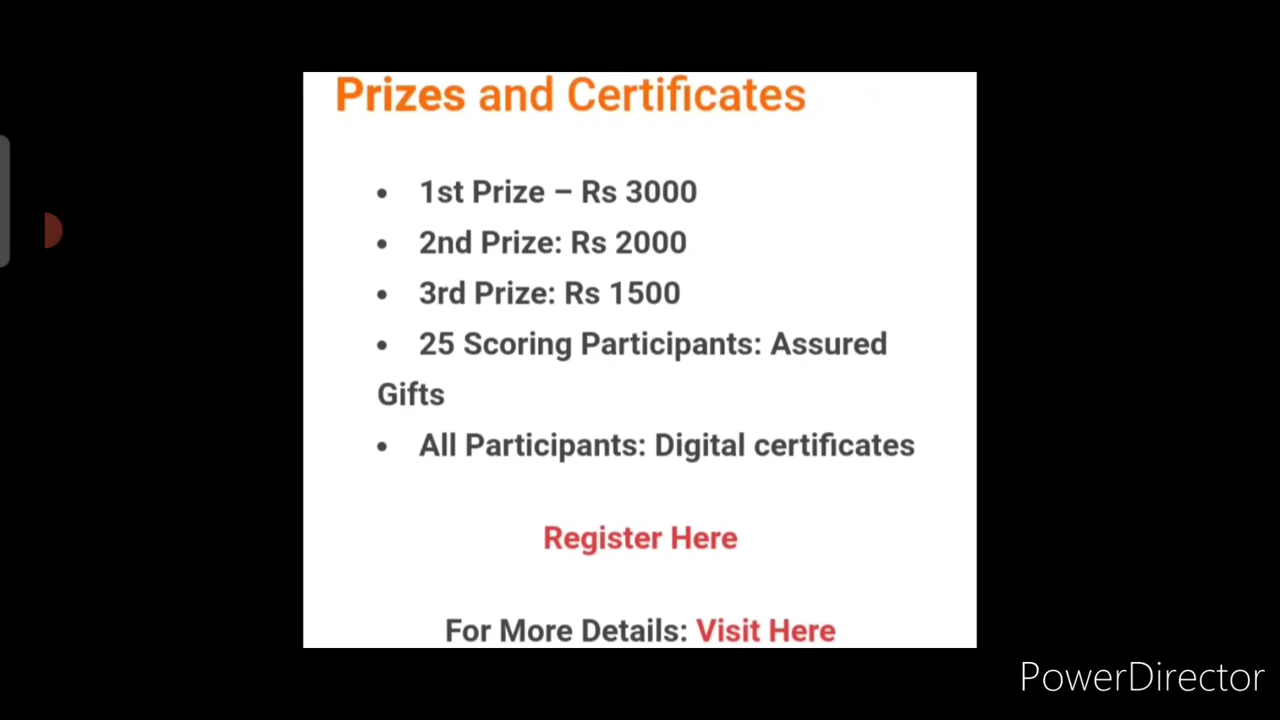 Prizes and Certificates
• 1st Prize – Rs 3000
• 2nd Prize: Rs 2000
• 3rd Prize: Rs 1500
• 25 Scoring Participants: Assured
Gifts
• All Participants: Digital certificates
Register Here
For More Details: Visit Here
PowerDirector